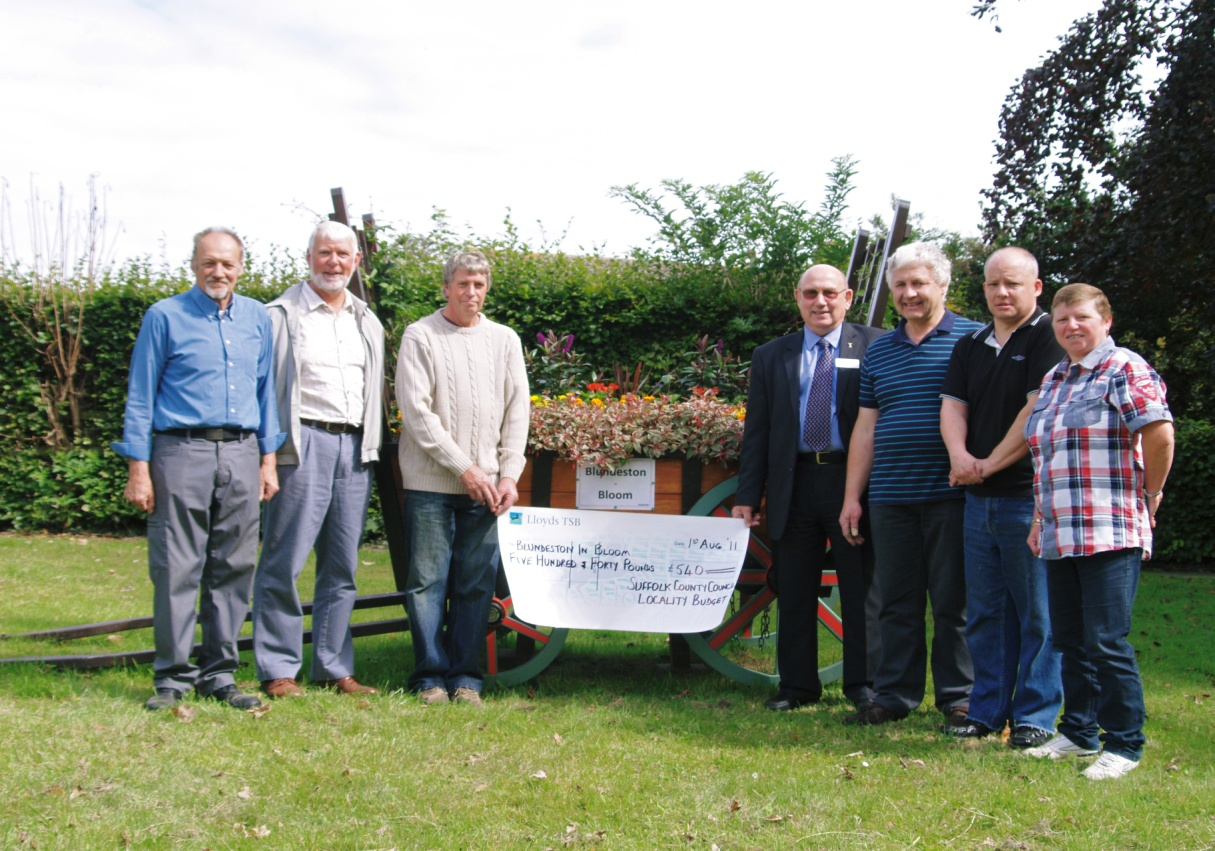 Blundeston
Bloom
Lloyds TSB
Date 1st Aug '11
Blundeston In Bloom
Five Hundred & Forty Pounds £540
Suffolk County Council
Locality Budget